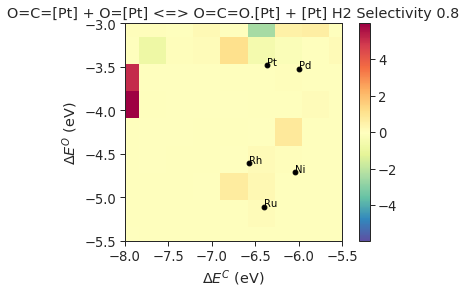 O=C=[Pt] + O=[Pt] <=> O=C=O.[Pt] + [Pt] H2 Selectivity 0.8
−3.0
−3.5
−4.0
−4.5
−5.0
−5.5
ΔE^O (eV)
Pt
Pd
Rh
Ni
Ru
4
2
0
−2
−4
−8.0 −7.5 −7.0 −6.5 −6.0 −5.5
ΔE^C (eV)